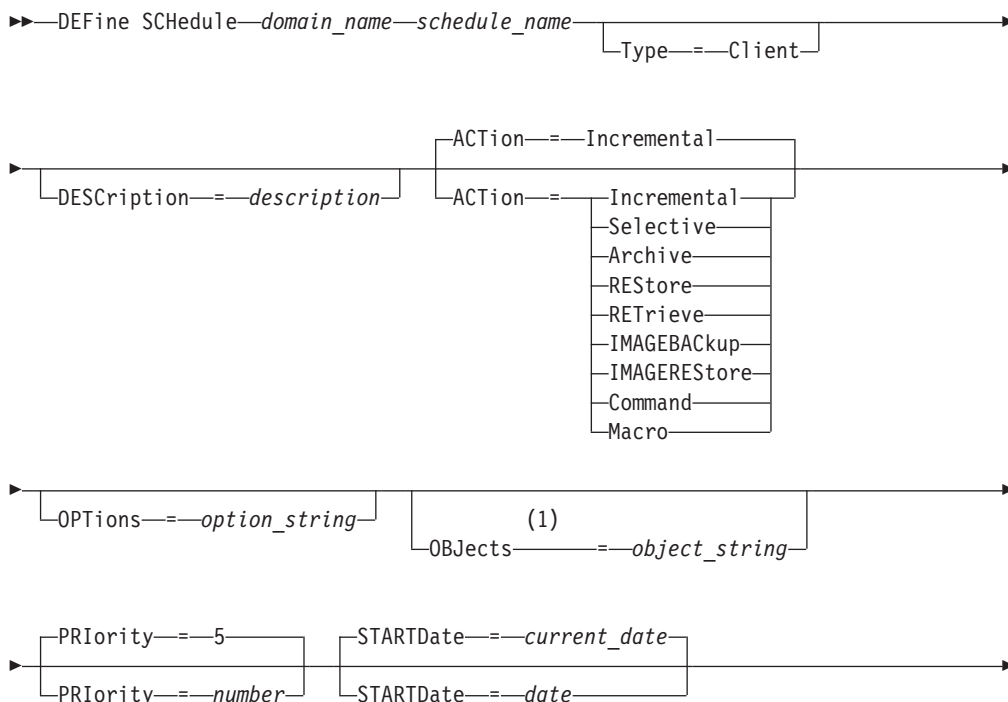 DEFine SCHedule domain_name schedule_name
Type = Client
ACTion = Incremental
DESCription = description
ACTion = Incremental
Selective
Archive
REStore
RETrieve
IMAGEBACkup
IMAGEREStore
Command
Macro
OPTions = option_string
(1)
OBJects = object_string
PRIority = 5
STARTDate = current_date
PRIority = number
STARTDate = date